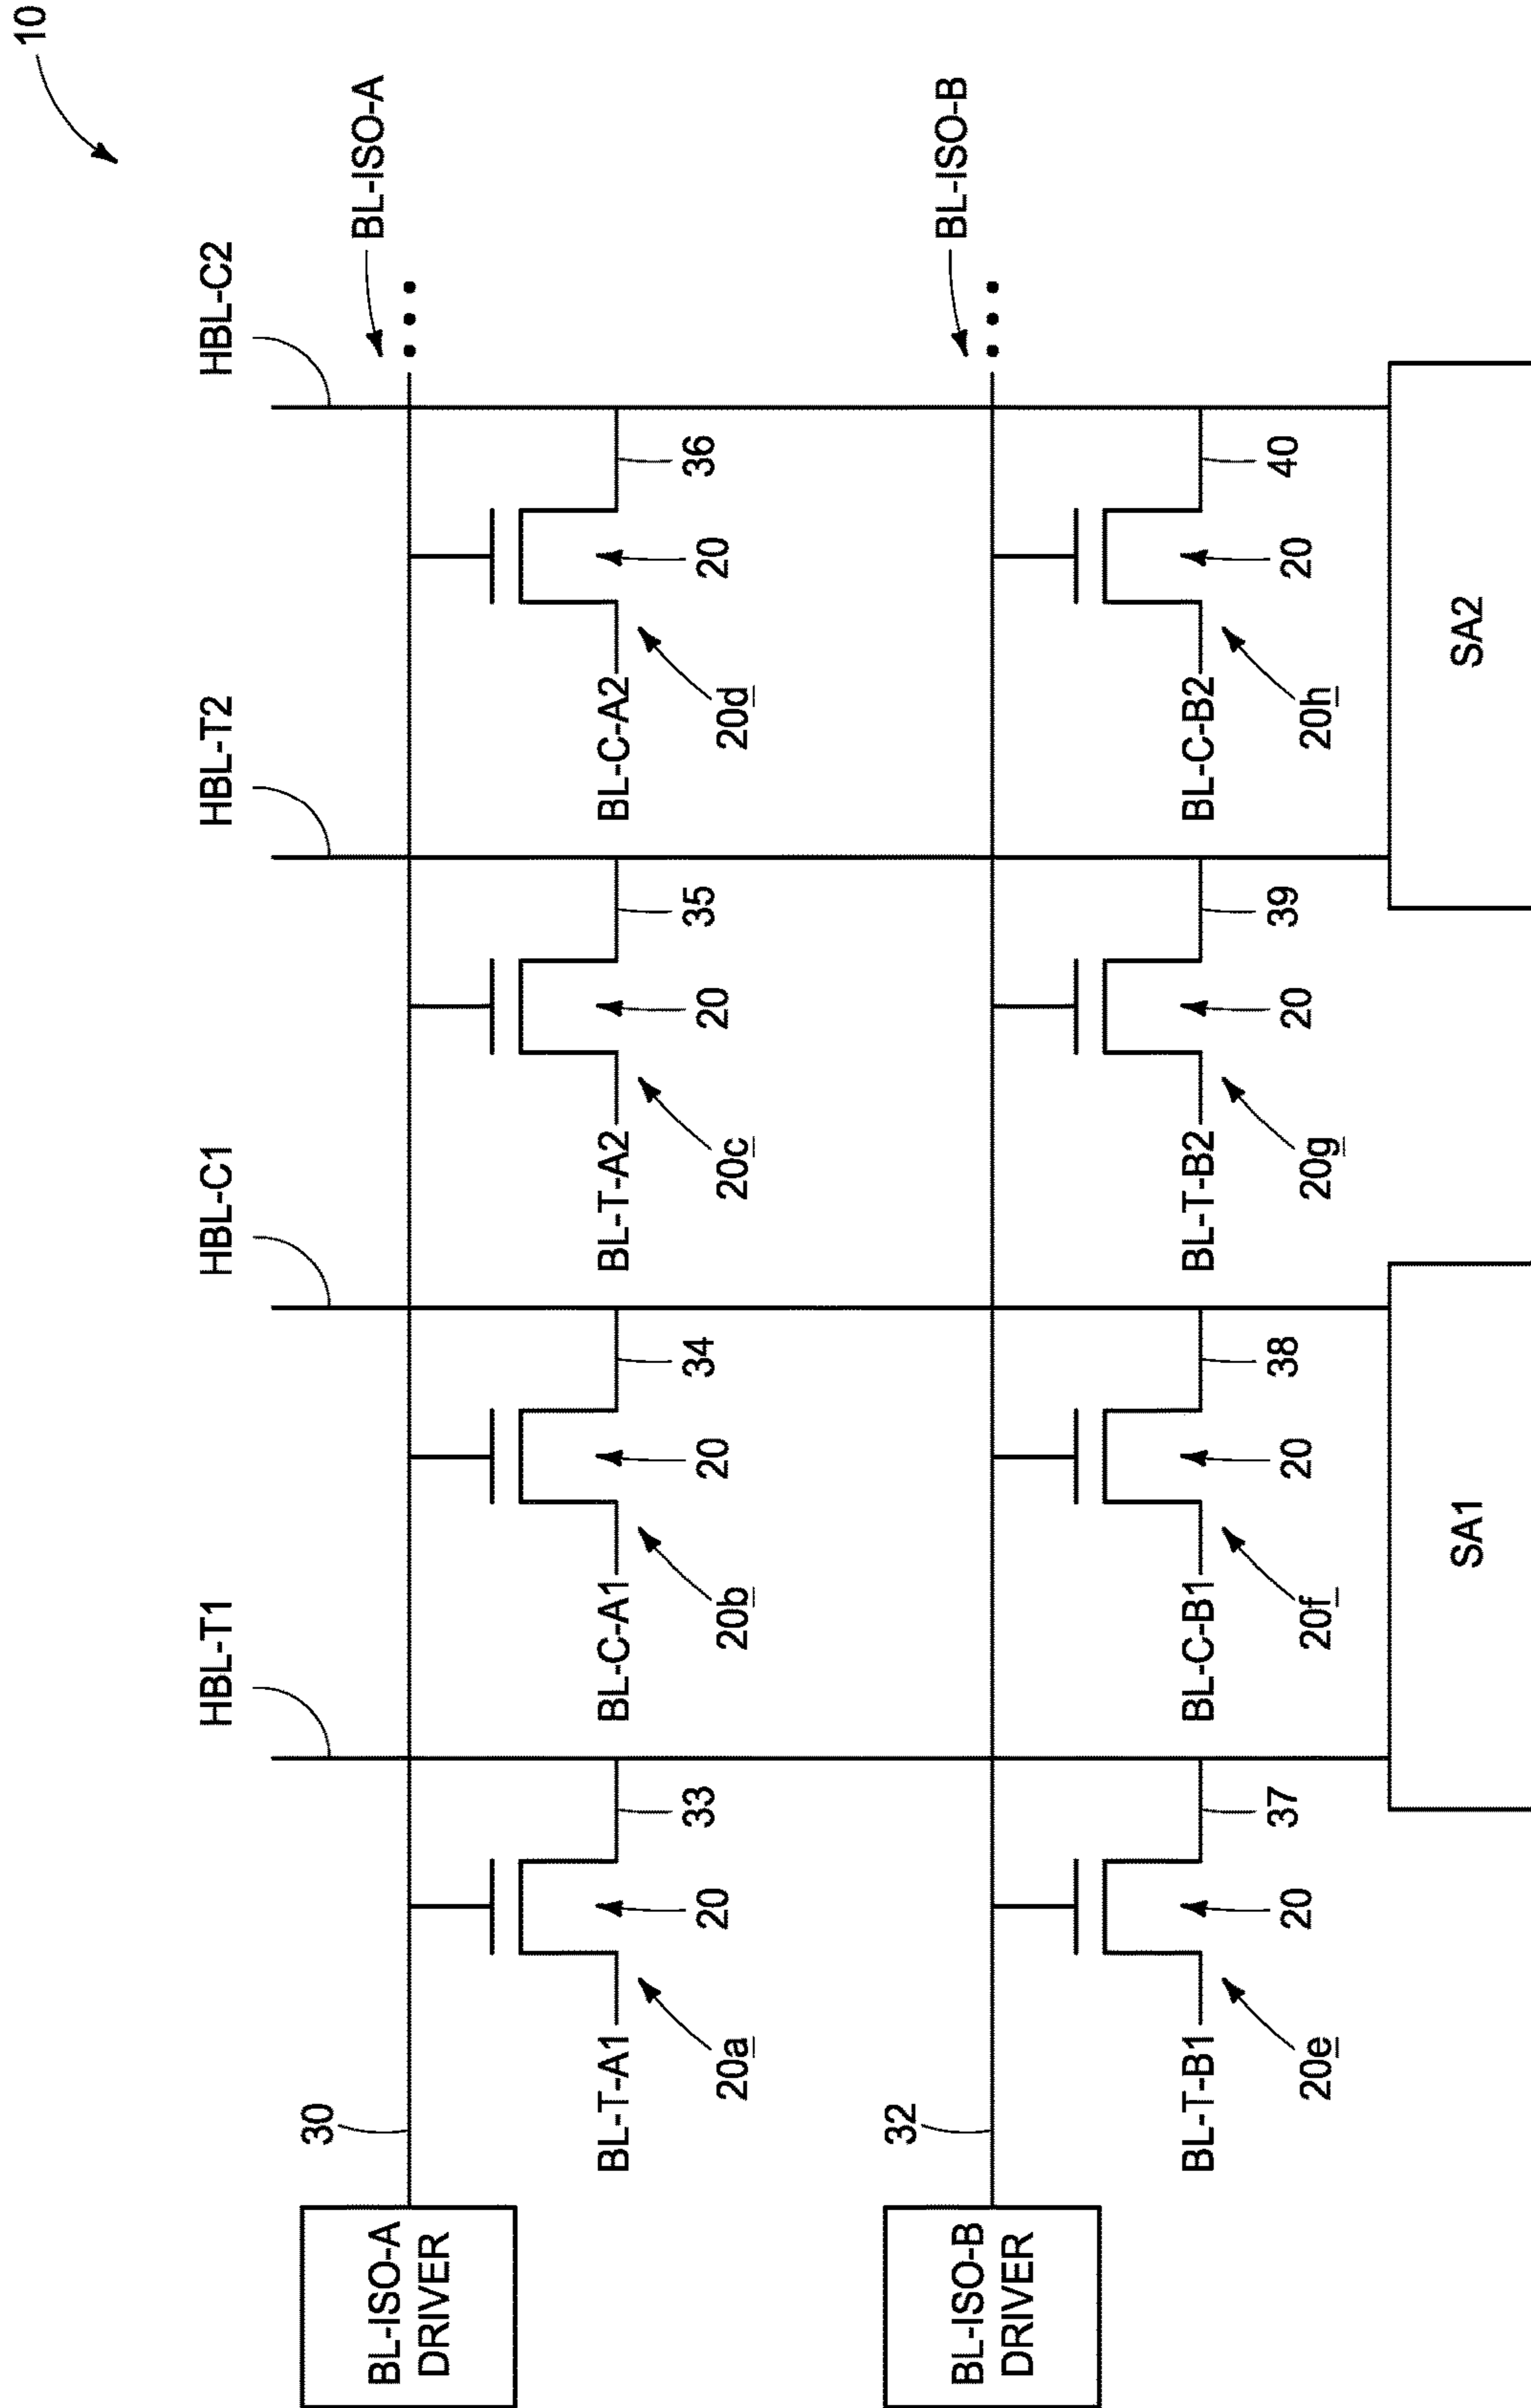 10
HBL-T1
HBL-C1
HBL-T2
HBL-C2
30
BL-ISO-A
BL-ISO-A
DRIVER
BL-T-A1
20
33
BL-C-A1
20
34
BL-T-A2
20
35
BL-C-A2
20
36
20a
20b
20c
20d
32
BL-ISO-B
BL-ISO-B
DRIVER
BL-T-B1
20
37
BL-C-B1
20
38
BL-T-B2
20
39
BL-C-B2
20
40
20e
20f
20g
20h
SA1
SA2